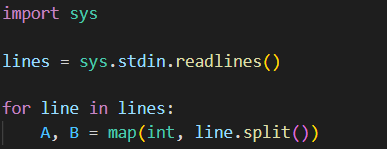 import sys

lines = sys.stdin.readlines()

for line in lines:
    A, B = map(int, line.split())